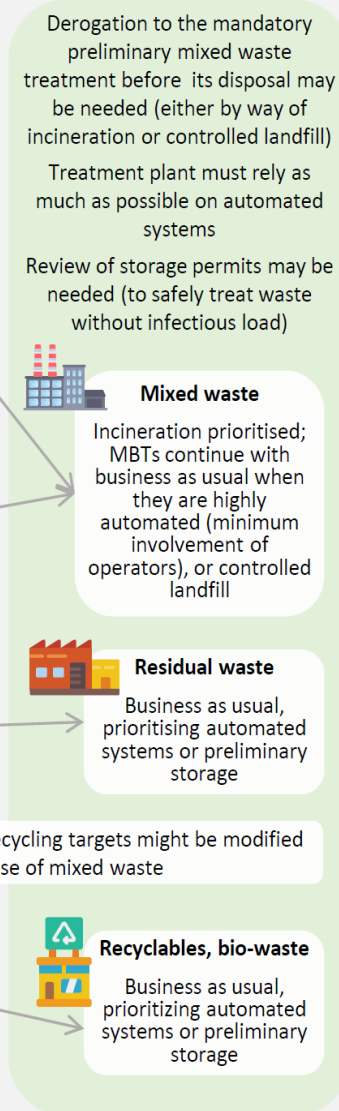 Derogation to the mandatory
preliminary mixed waste
treatment before its disposal may
be needed (either by way of
incineration or controlled landfill)
Treatment plant must rely as
much as possible on automated
systems
Review of storage permits may be
needed (to safely treat waste
without infectious load)
Mixed waste
Incineration prioritised;
MBTs continue with
business as usual when
they are highly
automated (minimum
involvement of
operators), or controlled
landfill
Residual waste
Business as usual,
prioritising automated
systems or preliminary
storage
ecycling targets might be modified
se of mixed waste
Recyclables, bio-waste
Business as usual,
prioritizing automated
systems or preliminary
storage